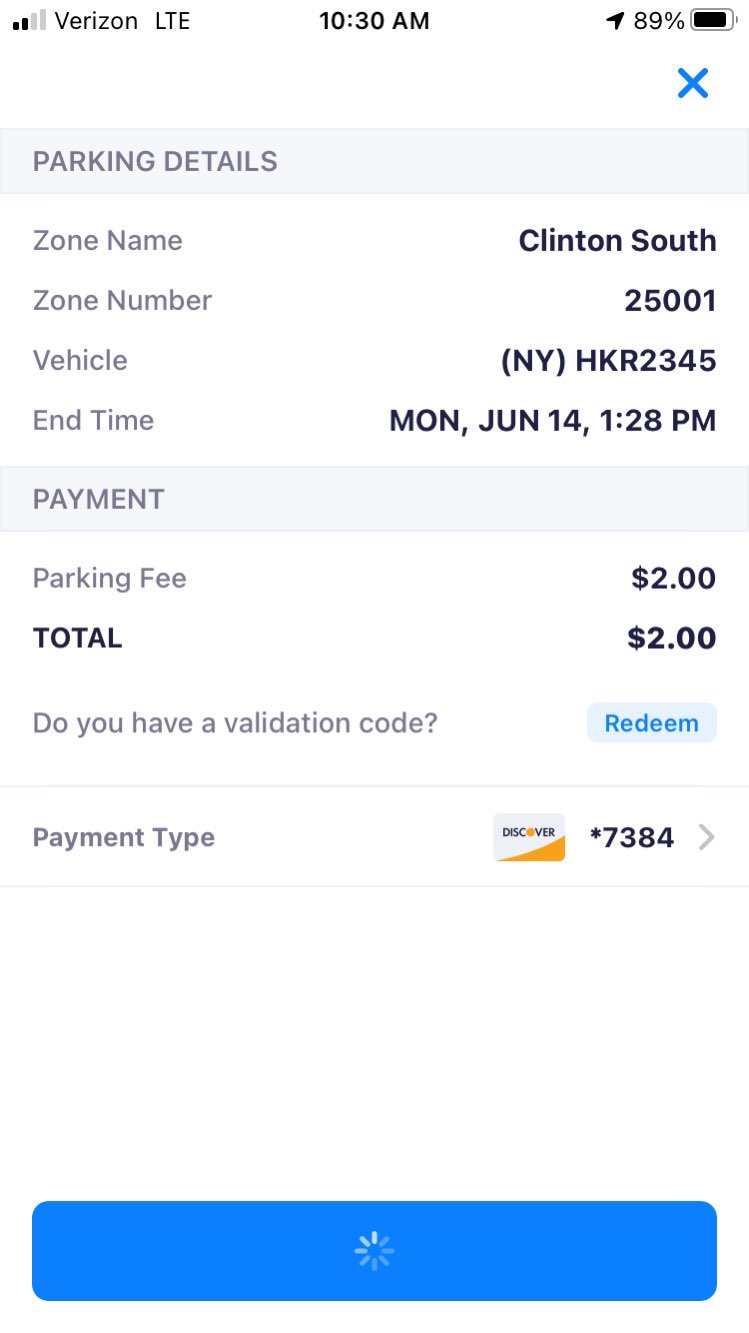 Verizon LTE 10:30 AM 89%
PARKING DETAILS
Zone Name Clinton South
Zone Number 25001
Vehicle (NY) HKR2345
End Time MON, JUN 14, 1:28 PM
PAYMENT
Parking Fee $2.00
TOTAL $2.00
Do you have a validation code? Redeem
Payment Type DISCOVER *7384